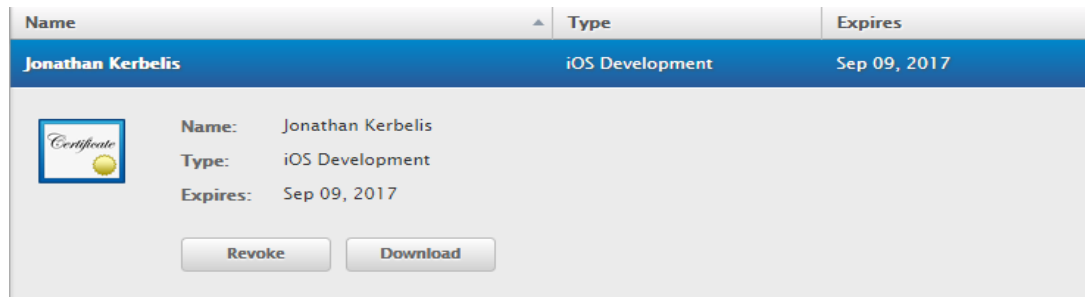 Name Type Expires
Jonathan Kerbelis iOS Development Sep 09, 2017
Certificate
Name: Jonathan Kerbelis
Type: iOS Development
Expires: Sep 09, 2017
Revoke Download